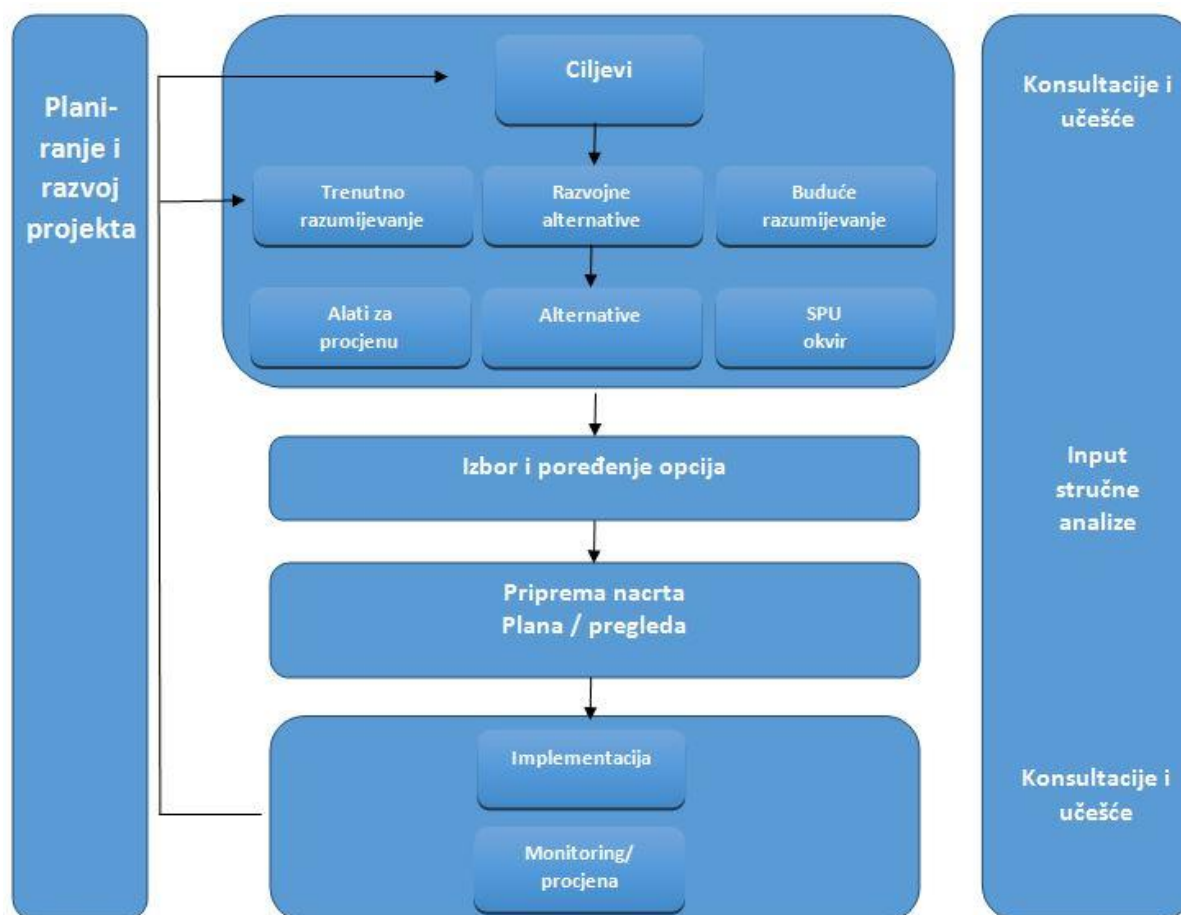 Plani-
ranje i
razvoj
projekta
Ciljevi
Trenutno
razumijevanje
Razvojne
alternative
Buduće
razumijevanje
Alati za
procjenu
Alternative
SPU
okvir
Izbor i poređenje opcija
Priprema nacrta
Plana / pregleda
Implementacija
Monitoring/
procjena
Konsultacije i
učešće
Input
stručne
analize
Konsultacije i
učešće